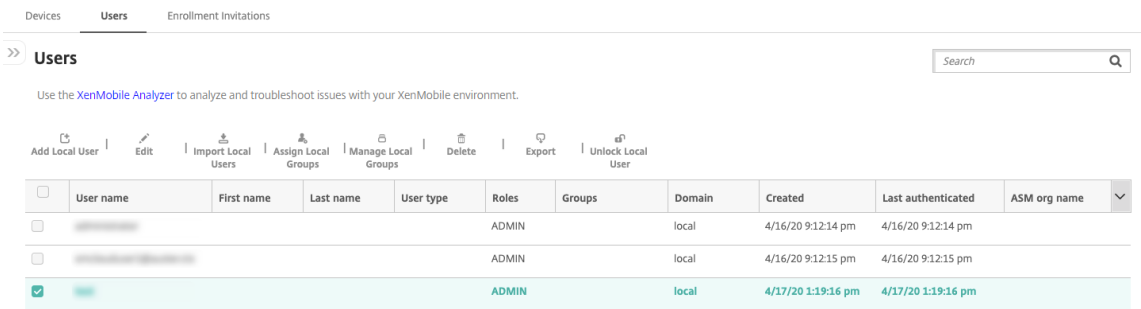 Devices Users Enrollment Invitations
Users
Search
Use the XenMobile Analyzer to analyze and troubleshoot issues with your XenMobile environment.
Add Local User | Edit | Import Local Users | Assign Local Groups | Manage Local Groups | Delete | Export | Unlock Local User
User name First name Last name User type Roles Groups Domain Created Last authenticated ASM org name
ADMIN local 4/16/20 9:12:14 pm 4/16/20 9:12:14 pm
ADMIN local 4/16/20 9:12:15 pm 4/16/20 9:12:15 pm
ADMIN local 4/17/20 1:19:16 pm 4/17/20 1:19:16 pm